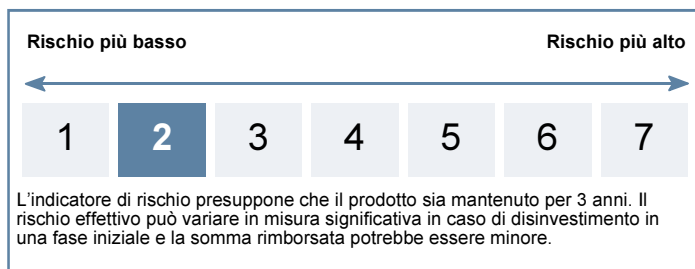 Rischio più basso Rischio più alto
1 2 3 4 5 6 7
L'indicatore di rischio presuppone che il prodotto sia mantenuto per 3 anni. Il
rischio effettivo può variare in misura significativa in caso di disinvestimento in
una fase iniziale e la somma rimborsata potrebbe essere minore.